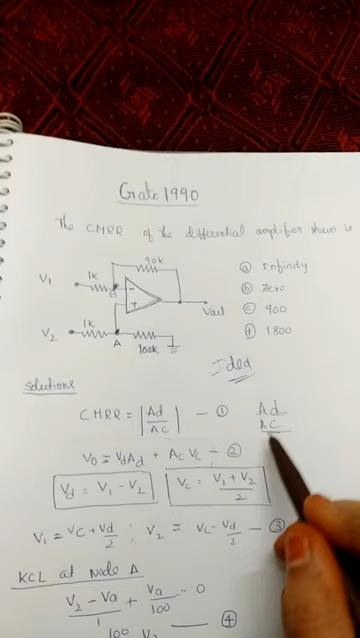 Gate 1990
The CMRR of the differential amplifier shown is
90k
1k
V1
B
-
+
Vout
V2
1k
A
100k
ⓐ Infinity
ⓑ Zero
ⓒ 900
ⓓ 1800
Ideal
Solutions
CMRR = |Ad/AC| — ①
Ad
AC
V0 = VdAd + AcVc — ②
Vd = V1 - V2
Vc = V1 + V2 / 2
V1 = VC + Vd/2 ; V2 = Vc - Vd/2 — ③
KCL at Node A
V2 - Va / 1 + Va / 100 - 0
100 V2 — ④